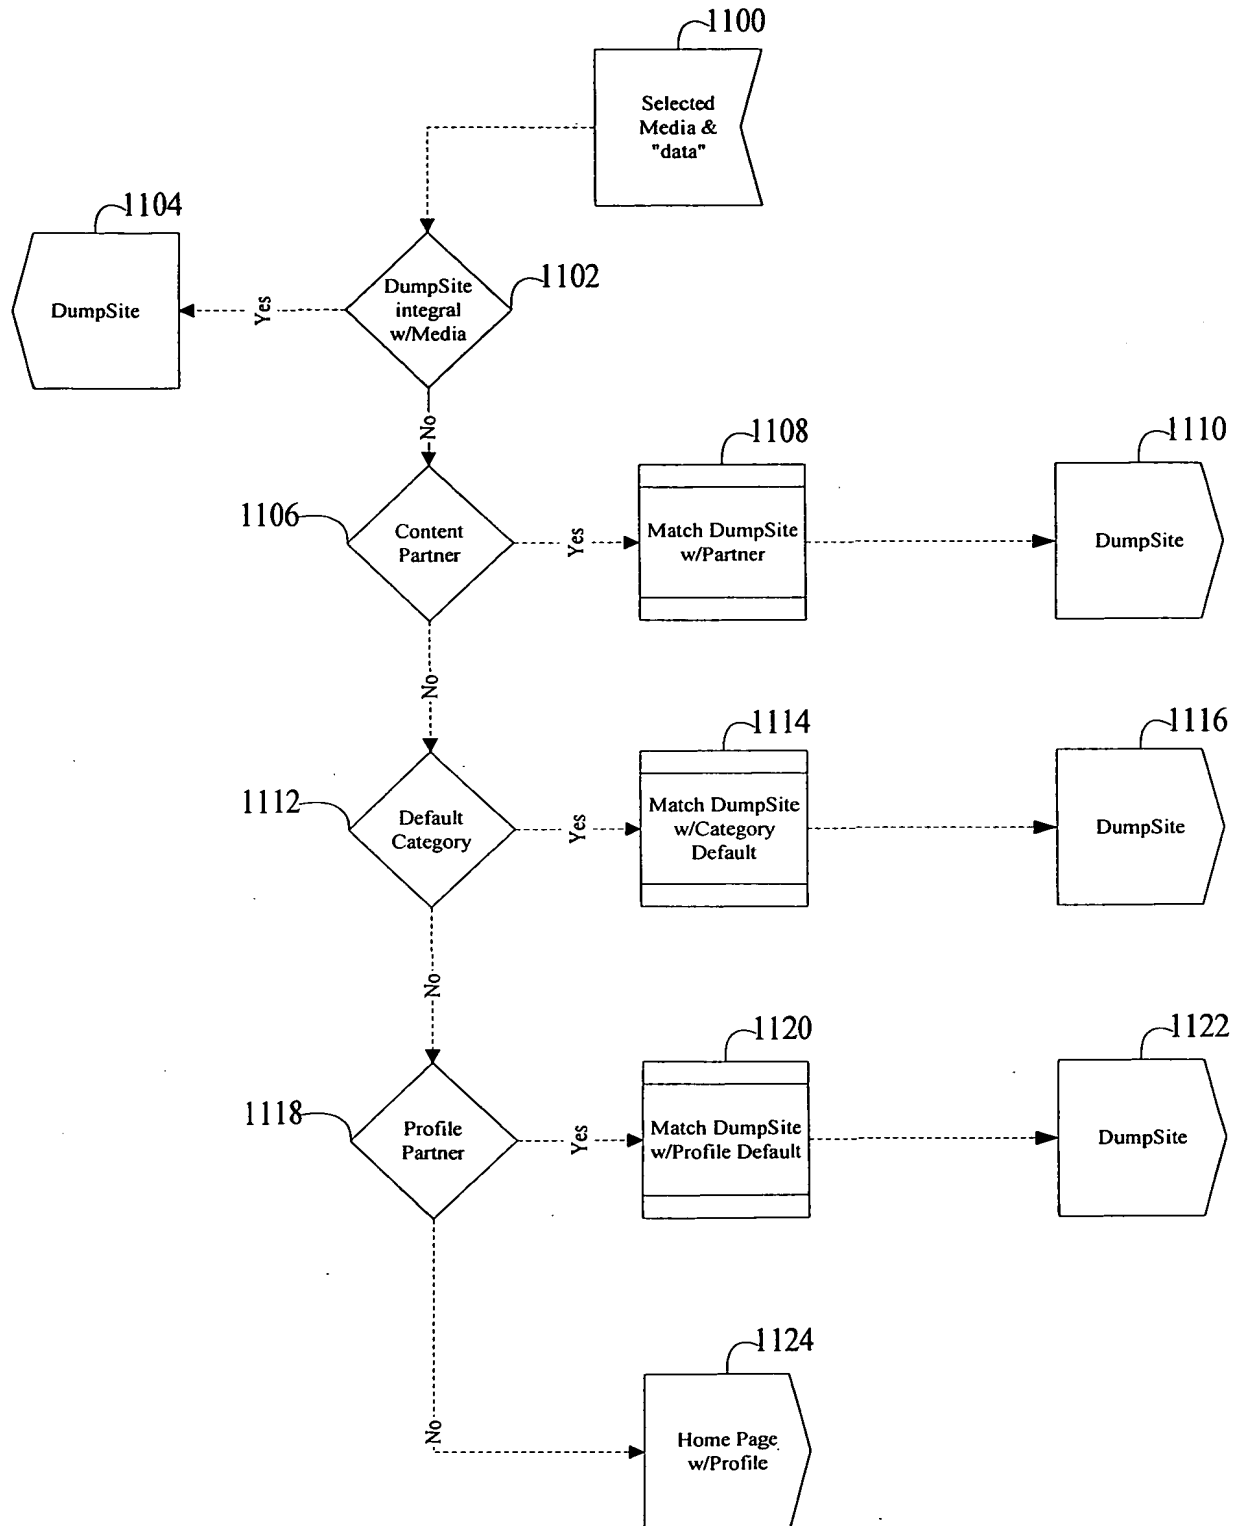 1100
Selected
Media &
"data"
1104
DumpSite
Yes
DumpSite
integral
w/Media
1102
No
1106
Content
Partner
Yes
1108
Match DumpSite
w/Partner
1110
DumpSite
No
1112
Default
Category
Yes
1114
Match DumpSite
w/Category
Default
1116
DumpSite
No
1118
Profile
Partner
Yes
1120
Match DumpSite
w/Profile Default
1122
DumpSite
No
1124
Home Page
w/Profile